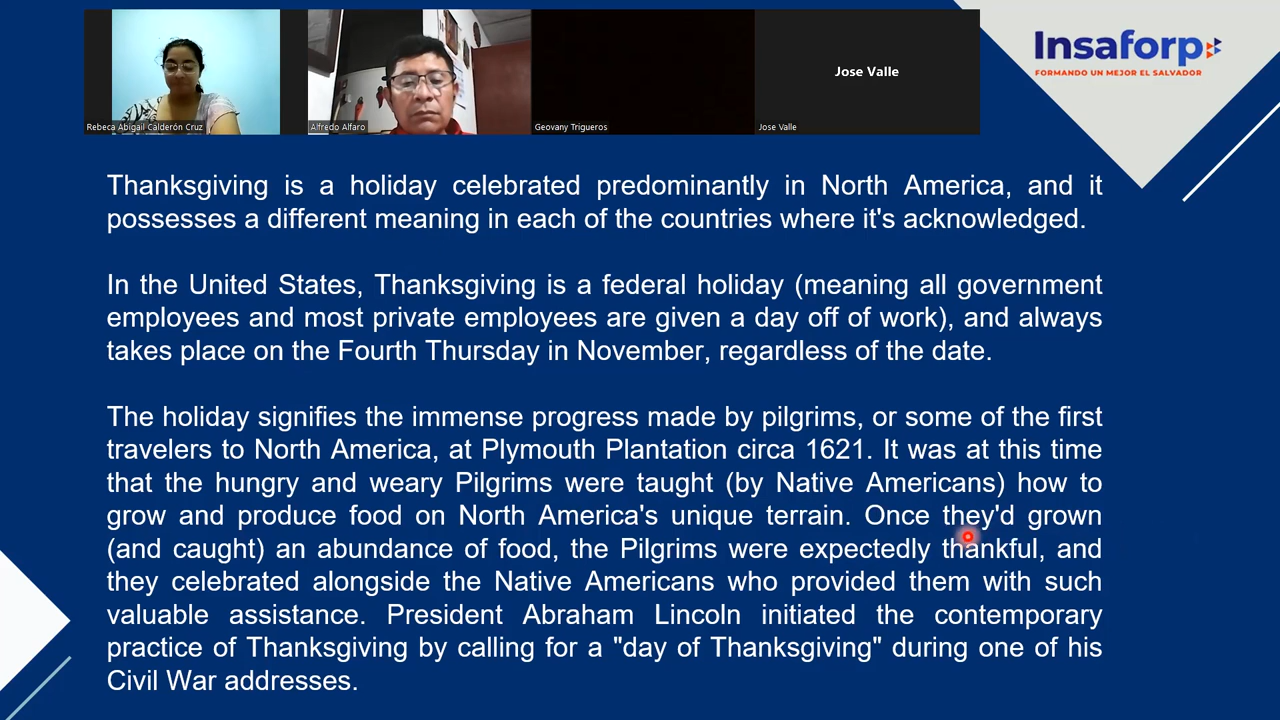 Insaforp
FORMANDO UN MEJOR EL SALVADOR
Jose Valle
Rebeca Abigail Calderón Cruz
Alfredo Alfaro
Geovany Trigueros
Jose Valle
Thanksgiving is a holiday celebrated predominantly in North America, and it
possesses a different meaning in each of the countries where it's acknowledged.
In the United States, Thanksgiving is a federal holiday (meaning all government
employees and most private employees are given a day off of work), and always
takes place on the Fourth Thursday in November, regardless of the date.
The holiday signifies the immense progress made by pilgrims, or some of the first
travelers to North America, at Plymouth Plantation circa 1621. It was at this time
that the hungry and weary Pilgrims were taught (by Native Americans) how to
grow and produce food on North America's unique terrain. Once they'd grown
(and caught) an abundance of food, the Pilgrims were expectedly thankful, and
they celebrated alongside the Native Americans who provided them with such
valuable assistance. President Abraham Lincoln initiated the contemporary
practice of Thanksgiving by calling for a "day of Thanksgiving" during one of his
Civil War addresses.